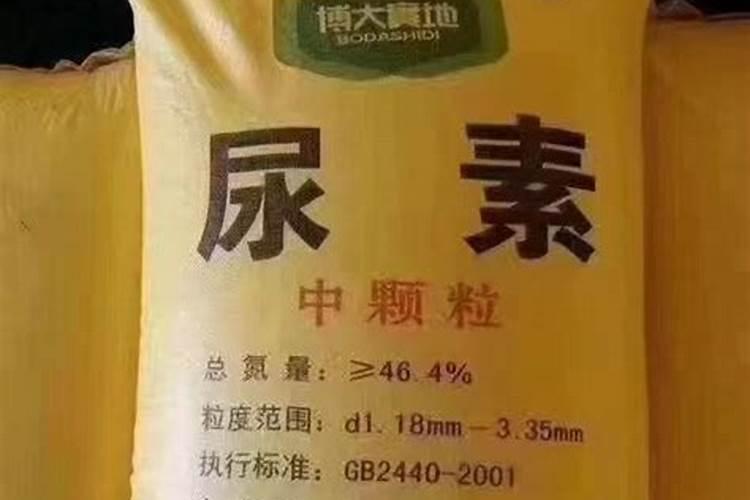 博大實地
BODASHIDI
尿素
中颗粒
总氮量：≥46.4%
粒度范围：d1.18mm－3.35mm
执行标准：GB2440-2001